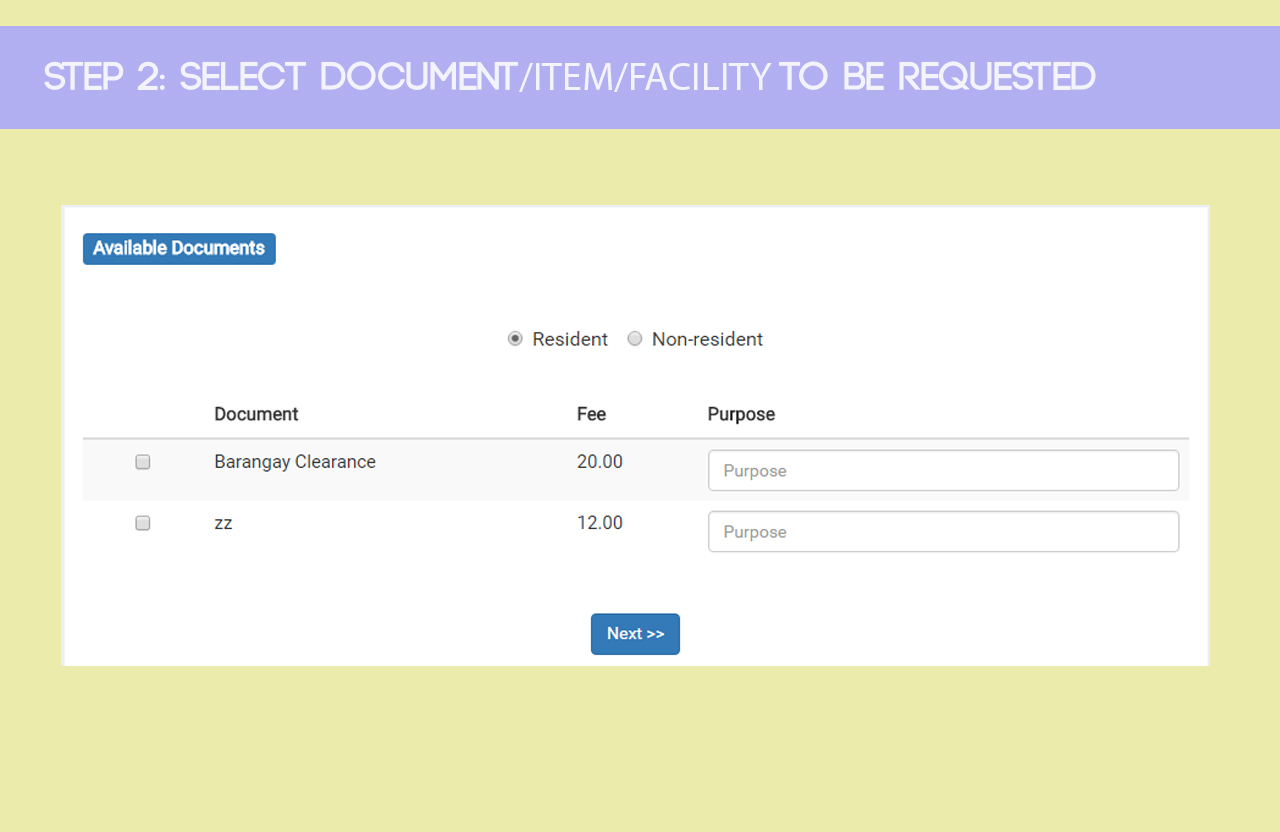 STEP 2: SELECT DOCUMENT/ITEM/FACILITY TO BE REQUESTED
Available Documents
Resident Non-resident
Document Fee Purpose
Barangay Clearance 20.00 Purpose
zz 12.00 Purpose
Next >>